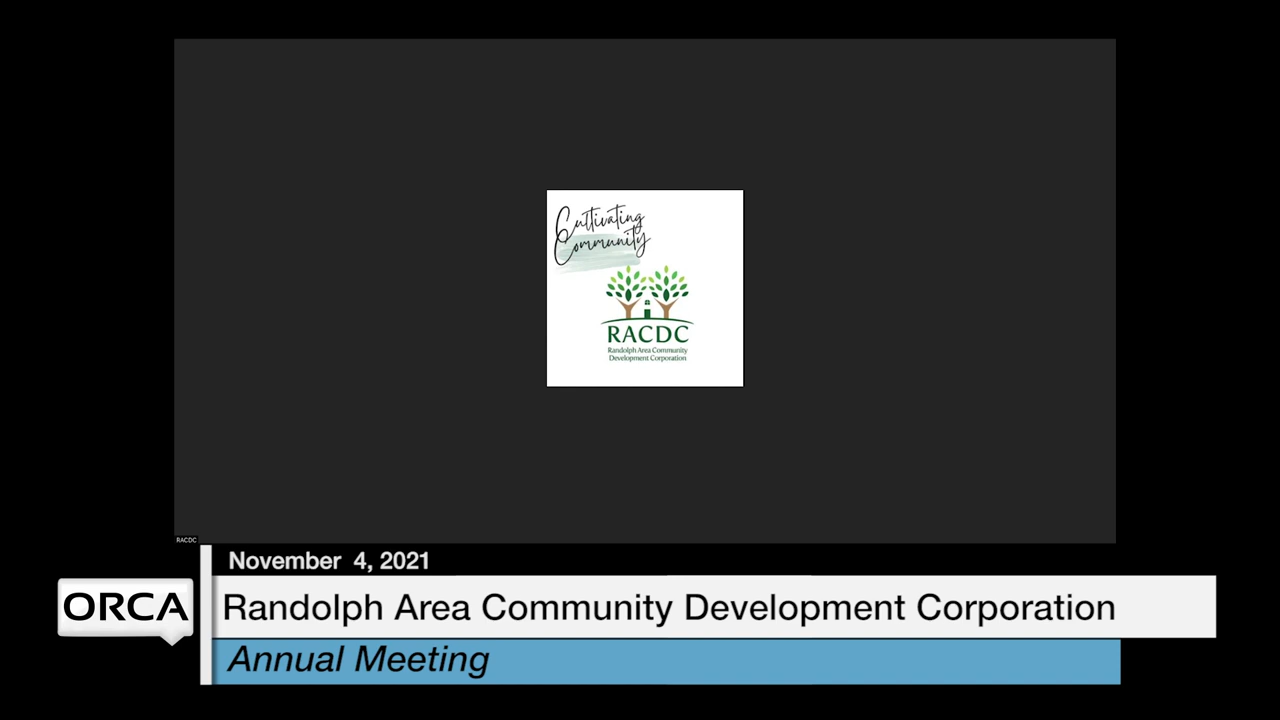 Cultivating
Community
RACDC
Randolph Area Community
Development Corporation
RACDC
November 4, 2021
ORCA
Randolph Area Community Development Corporation
Annual Meeting